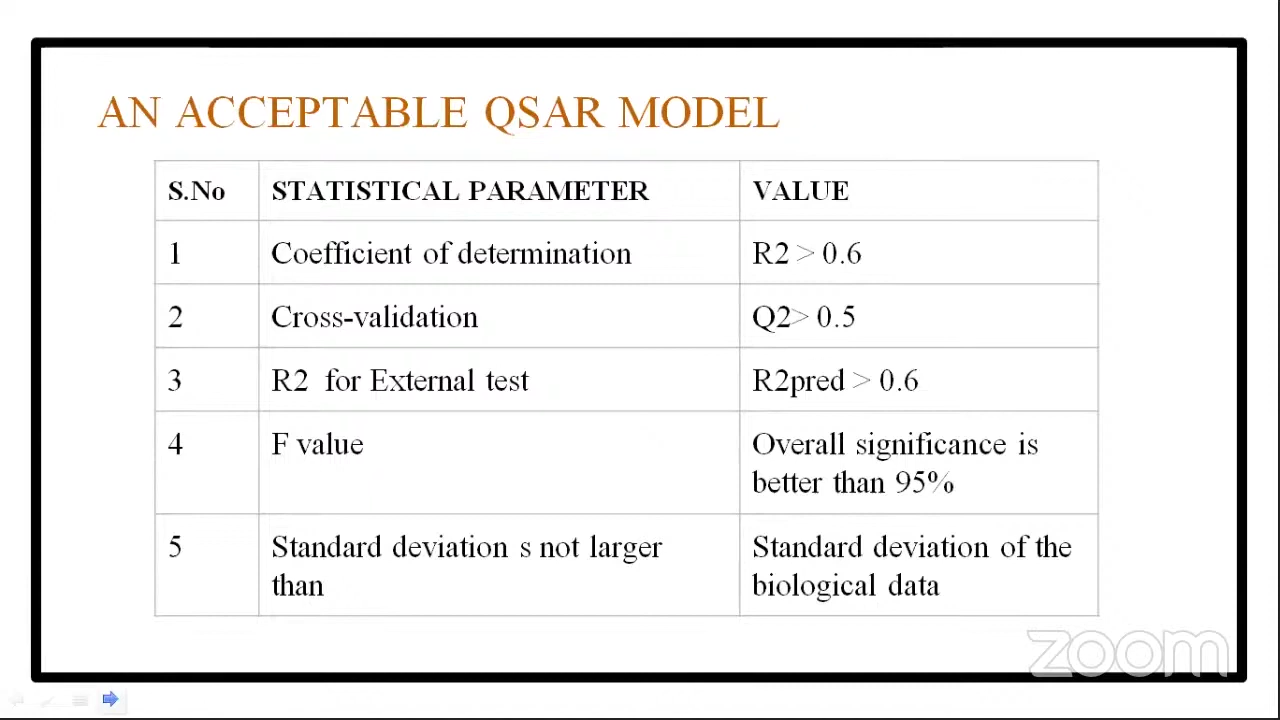 AN ACCEPTABLE QSAR MODEL
S.No STATISTICAL PARAMETER VALUE
1 Coefficient of determination R2 > 0.6
2 Cross-validation Q2> 0.5
3 R2 for External test R2pred > 0.6
4 F value Overall significance is
better than 95%
5 Standard deviation s not larger Standard deviation of the
than biological data
zoom